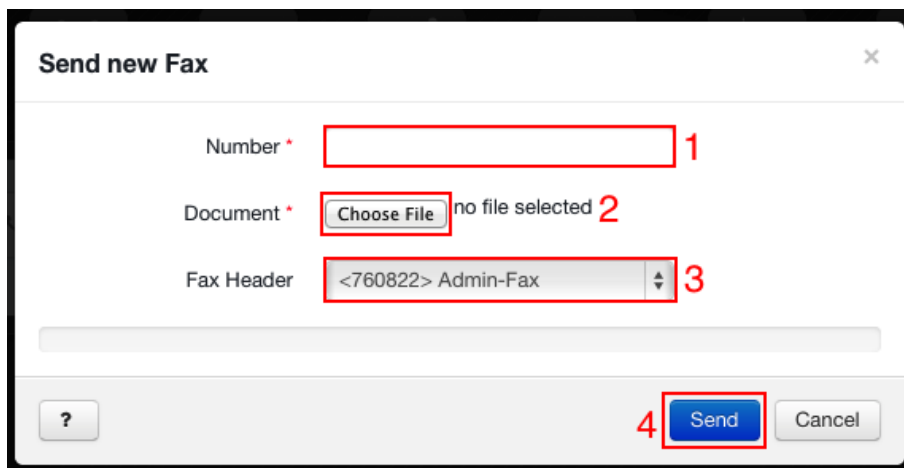 Send new Fax ×
Number * 1
Document * Choose File no file selected 2
Fax Header <760822> Admin-Fax 3
? 4 Send Cancel